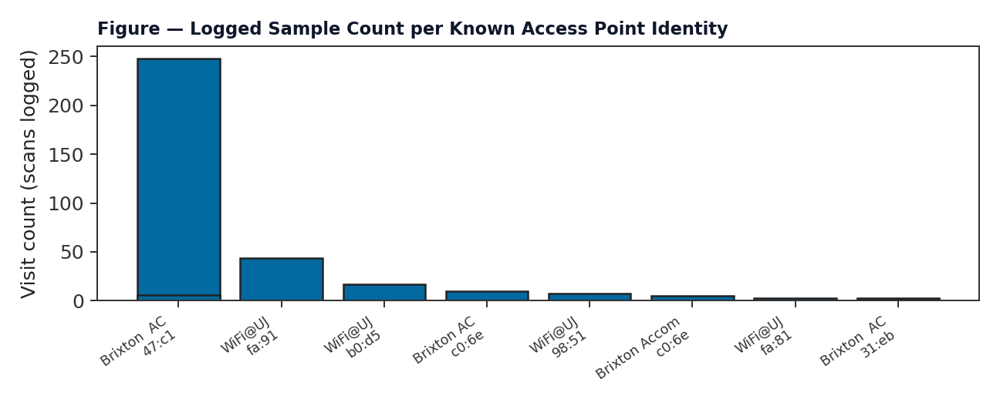 Figure — Logged Sample Count per Known Access Point Identity
Visit count (scans logged)
250
200
150
100
50
0
Brixton  AC
47:c1
WiFi@UJ
fa:91
WiFi@UJ
b0:d5
Brixton AC
c0:6e
WiFi@UJ
98:51
Brixton Accom
c0:6e
WiFi@UJ
fa:81
Brixton  AC
31:eb